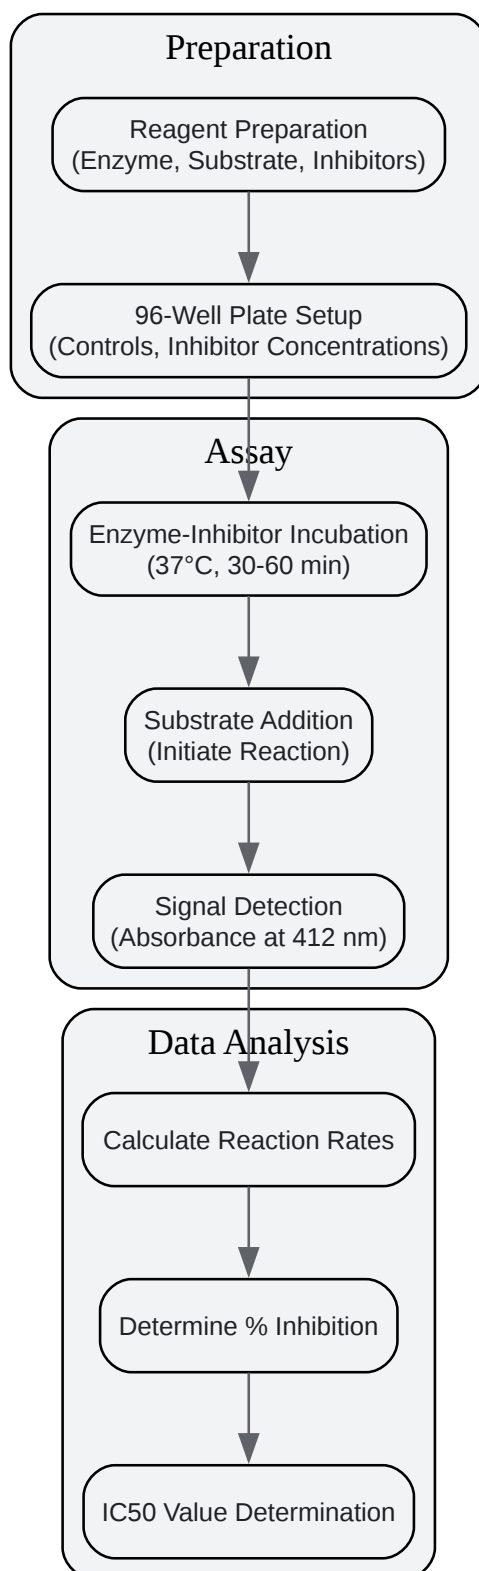 Preparation
Reagent Preparation
(Enzyme, Substrate, Inhibitors)
96-Well Plate Setup
(Controls, Inhibitor Concentrations)
Assay
Enzyme-Inhibitor Incubation
(37°C, 30-60 min)
Substrate Addition
(Initiate Reaction)
Signal Detection
(Absorbance at 412 nm)
Data Analysis
Calculate Reaction Rates
Determine % Inhibition
IC50 Value Determination